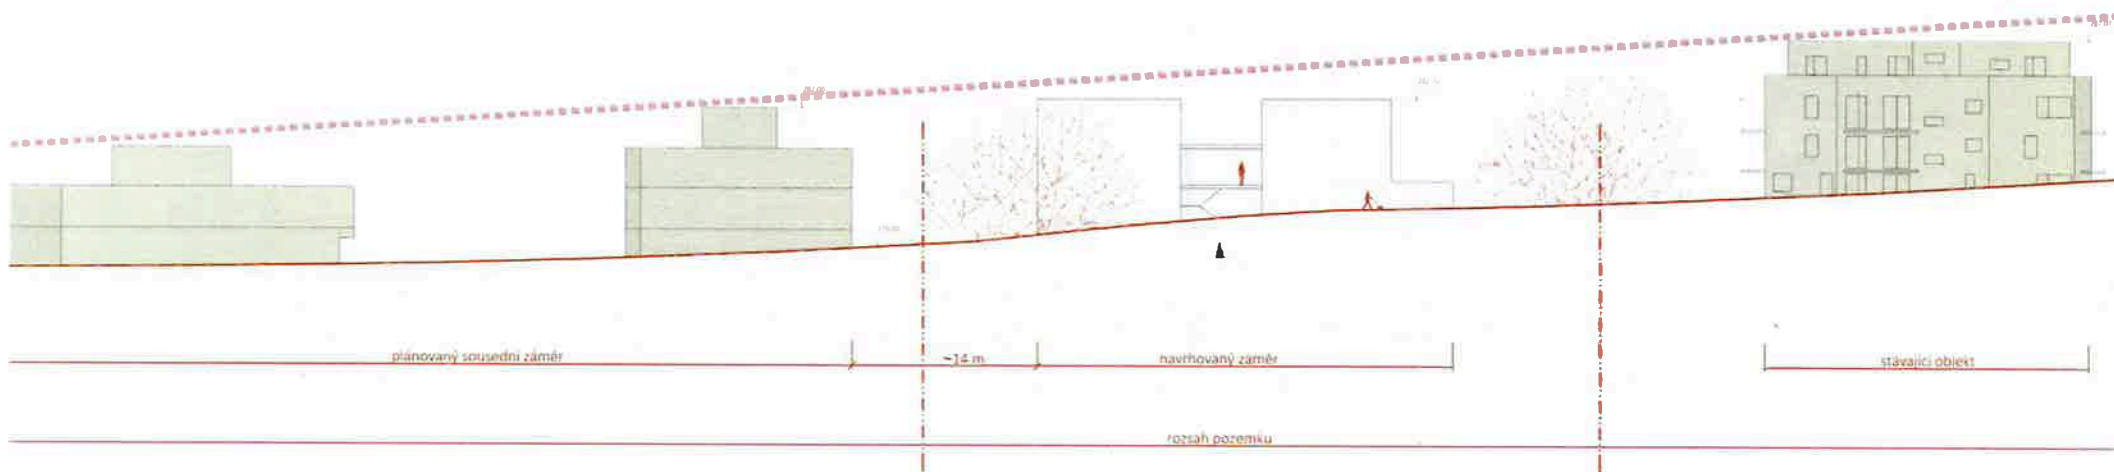 plánovaný sousední záměr
~14 m
navrhovaný záměr
stávající objekt
rozsah pozemku